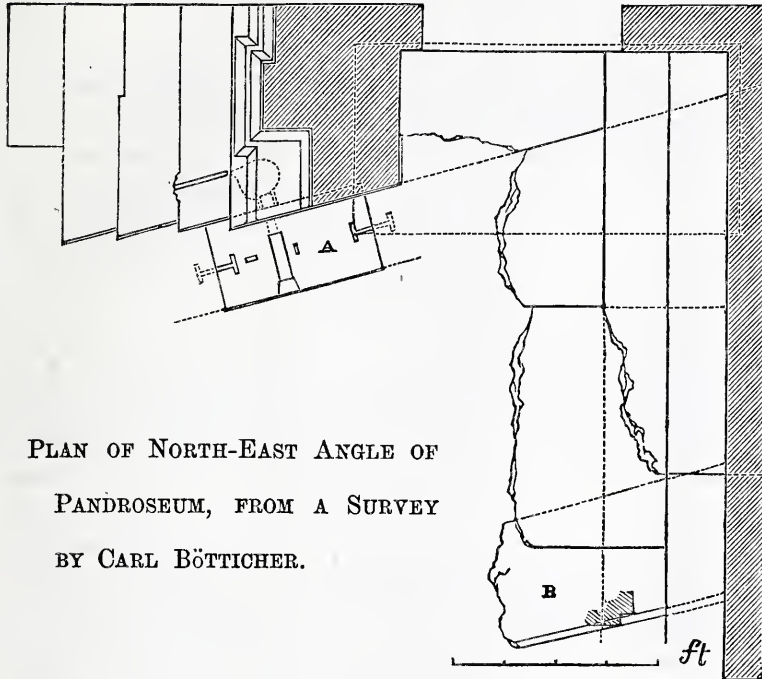 A
PLAN OF NORTH-EAST ANGLE OF
PANDROSEUM, FROM A SURVEY
BY CARL BÖTTICHER.
B
ft